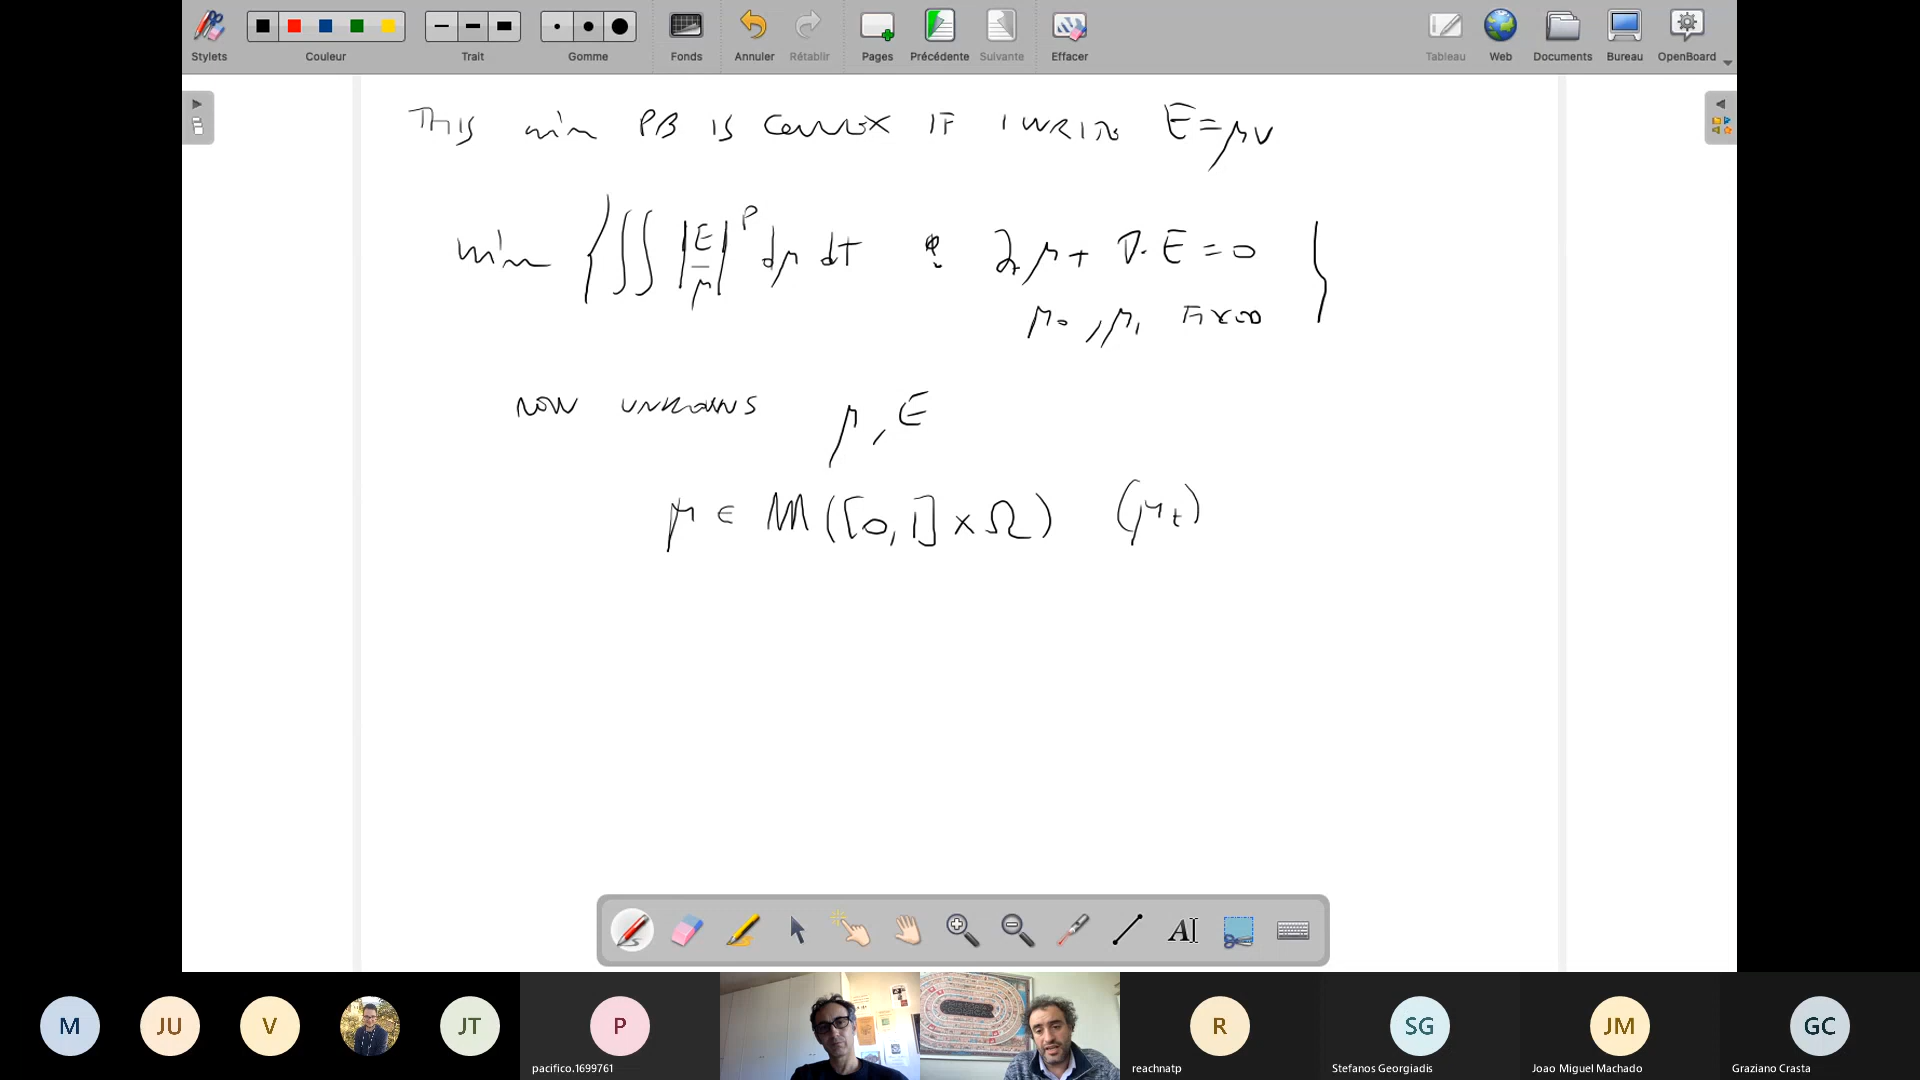 Stylets Couleur Trait Gomme Fonds Annuler Rétablir Pages Précédente Suivante Effacer Tableau Web Documents Bureau OpenBoard
THIS min PB IS CONVEX IF I WRITE E=μv
min { ∫∫∫ |E/μ|^p dμ dt : ∂ₜμ + ∇·E = 0 }
μ₀, μ₁ FIXED
NOW UNKNOWNS μ, E
μ ∈ M([0,1]×Ω) (μₜ)
M JU V JT P R SG JM GC
pacifico.1699761 reachnatp Stefanos Georgiadis Joao Miguel Machado Graziano Crasta